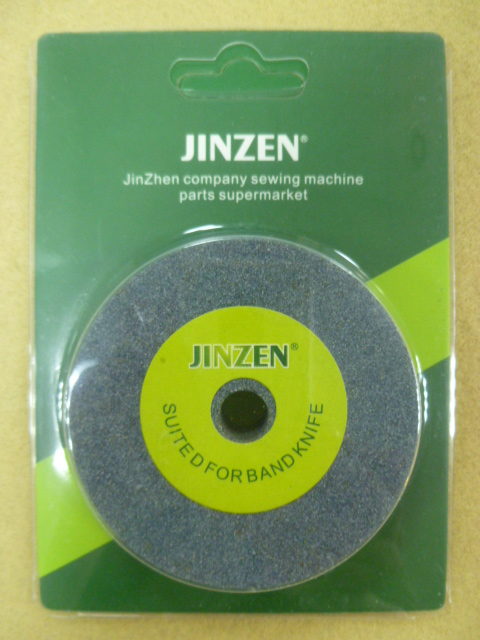 JINZEN®
JinZhen company sewing machine
parts supermarket
JINZEN®
SUITED FOR BAND KNIFE